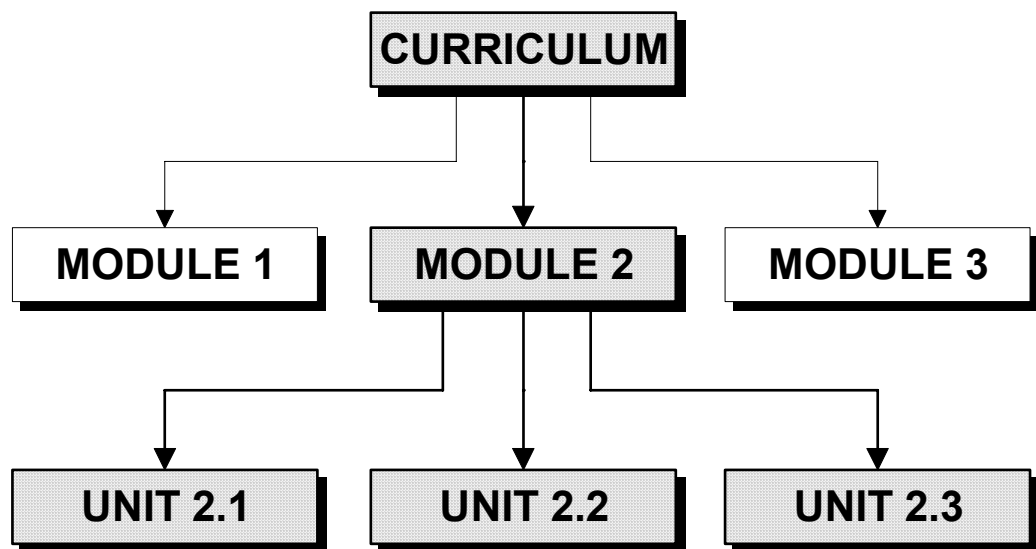 CURRICULUM
MODULE 1
MODULE 2
MODULE 3
UNIT 2.1
UNIT 2.2
UNIT 2.3